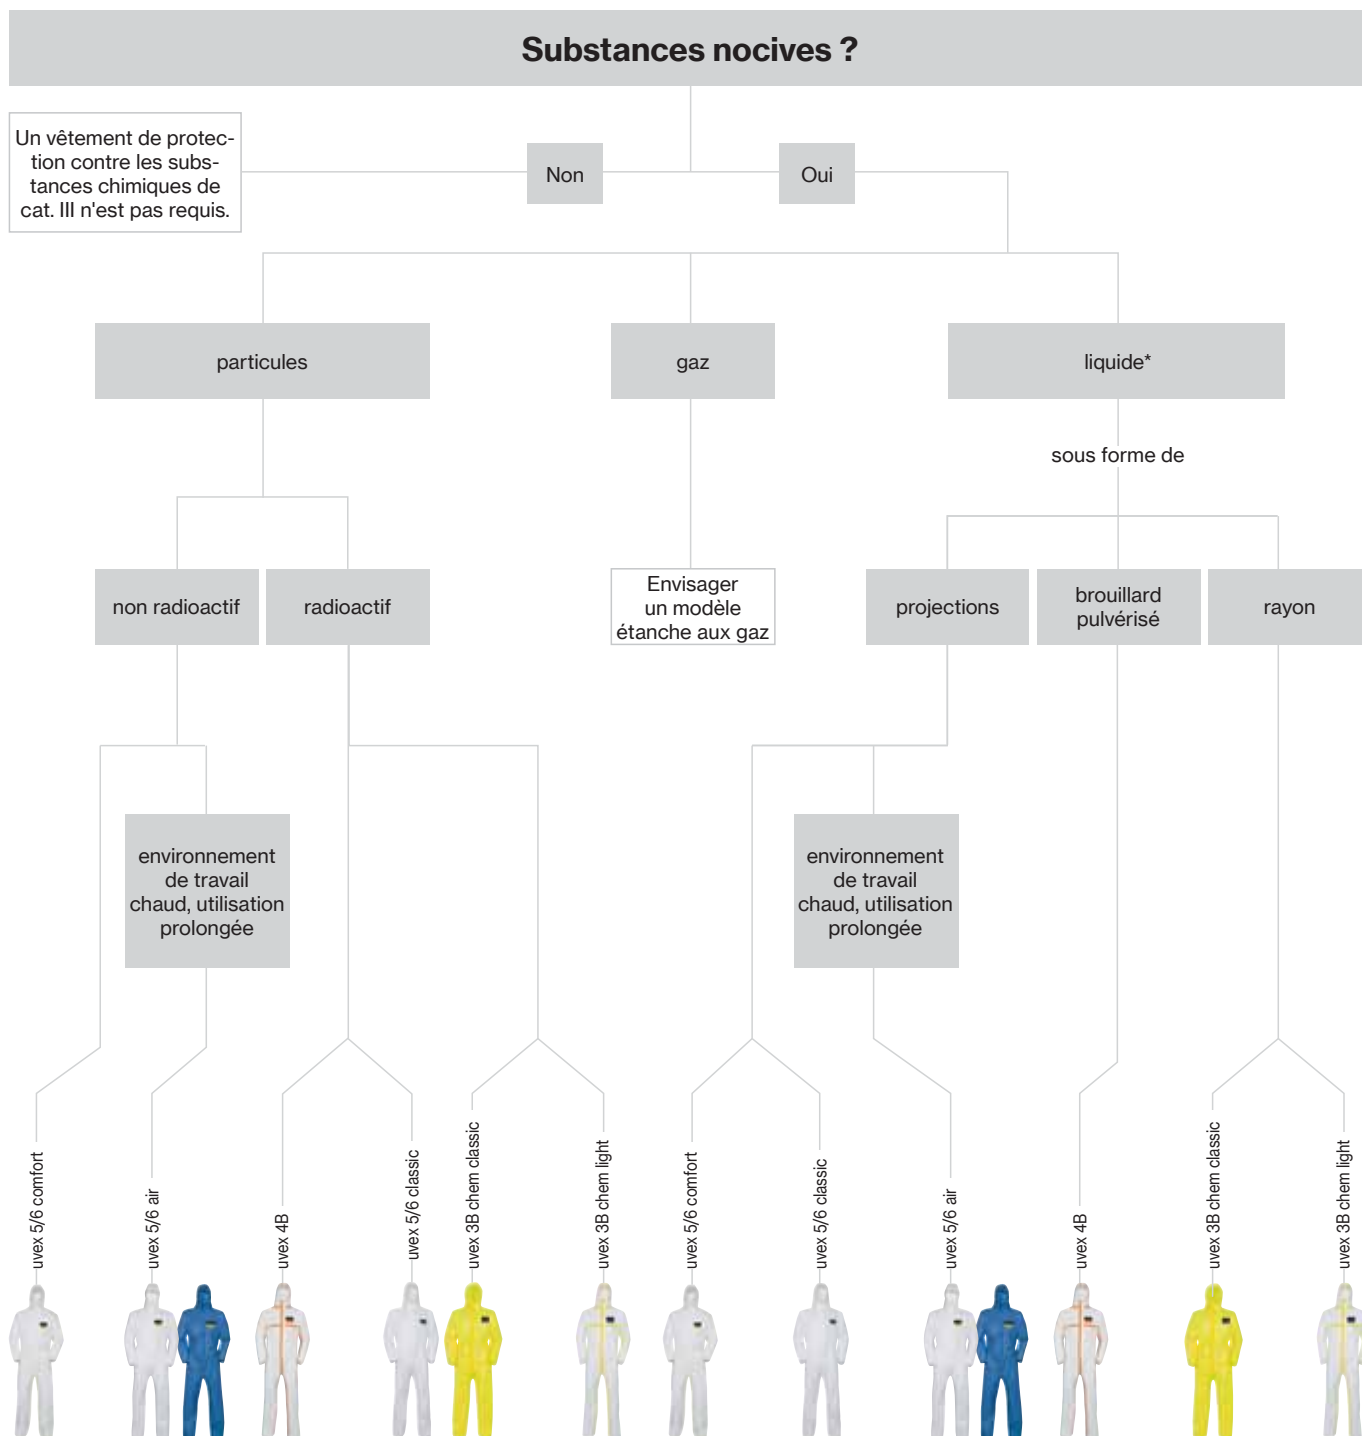 Substances nocives ?
Un vêtement de protec-
tion contre les subs-
tances chimiques de
cat. III n'est pas requis.
Non
Oui
particules
gaz
liquide*
sous forme de
non radioactif
radioactif
Envisager
un modèle
étanche aux gaz
projections
brouillard
pulvérisé
rayon
environnement
de travail
chaud, utilisation
prolongée
environnement
de travail
chaud, utilisation
prolongée
uvex 5/6 comfort
uvex 5/6 air
uvex 4B
uvex 5/6 classic
uvex 3B chem classic
uvex 3B chem light
uvex 5/6 comfort
uvex 5/6 classic
uvex 5/6 air
uvex 4B
uvex 3B chem classic
uvex 3B chem light